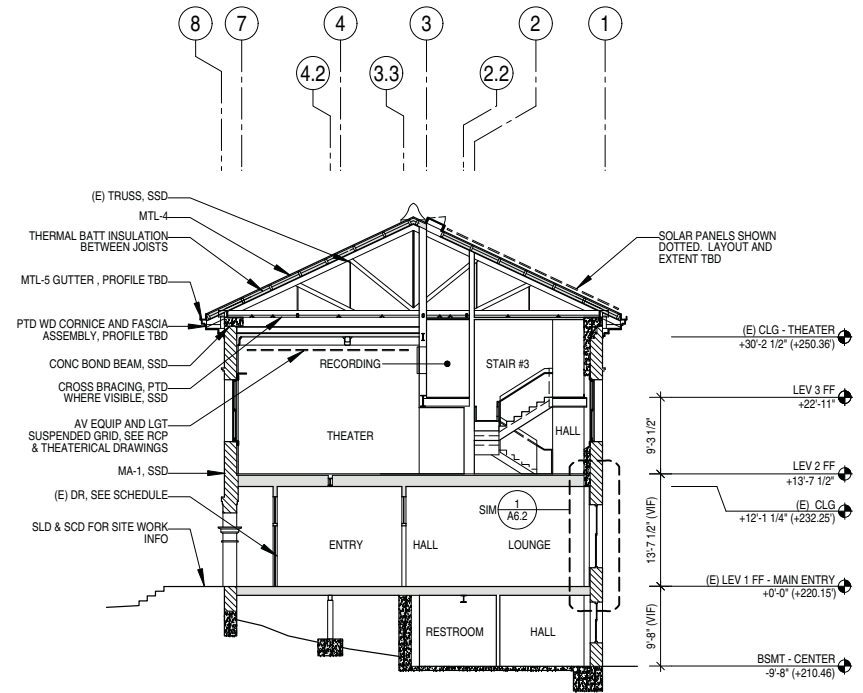 8
7
4
3
2
1
4.2
3.3
2.2
(E) TRUSS, SSD
MTL-4
THERMAL BATT INSULATION
BETWEEN JOISTS
MTL-5 GUTTER , PROFILE TBD
PTD WD CORNICE AND FASCIA
ASSEMBLY, PROFILE TBD
CONC BOND BEAM, SSD
CROSS BRACING, PTD
WHERE VISIBLE, SSD
AV EQUIP AND LGT
SUSPENDED GRID, SEE RCP
& THEATERICAL DRAWINGS
MA-1, SSD
(E) DR, SEE SCHEDULE
SLD & SCD FOR SITE WORK
INFO
RECORDING
STAIR #3
THEATER
HALL
SIM
1
A6.2
ENTRY
HALL
LOUNGE
RESTROOM
HALL
SOLAR PANELS SHOWN
DOTTED. LAYOUT AND
EXTENT TBD
(E) CLG - THEATER
+30'-2 1/2" (+250.36')
LEV 3 FF
+22'-11"
9'-3 1/2"
LEV 2 FF
+13'-7 1/2"
(E) CLG
+12'-1 1/4" (+232.25')
13'-7 1/2" (VIF)
(E) LEV 1 FF - MAIN ENTRY
+0'-0" (+220.15')
9'-8" (VIF)
BSMT - CENTER
-9'-8" (+210.46)